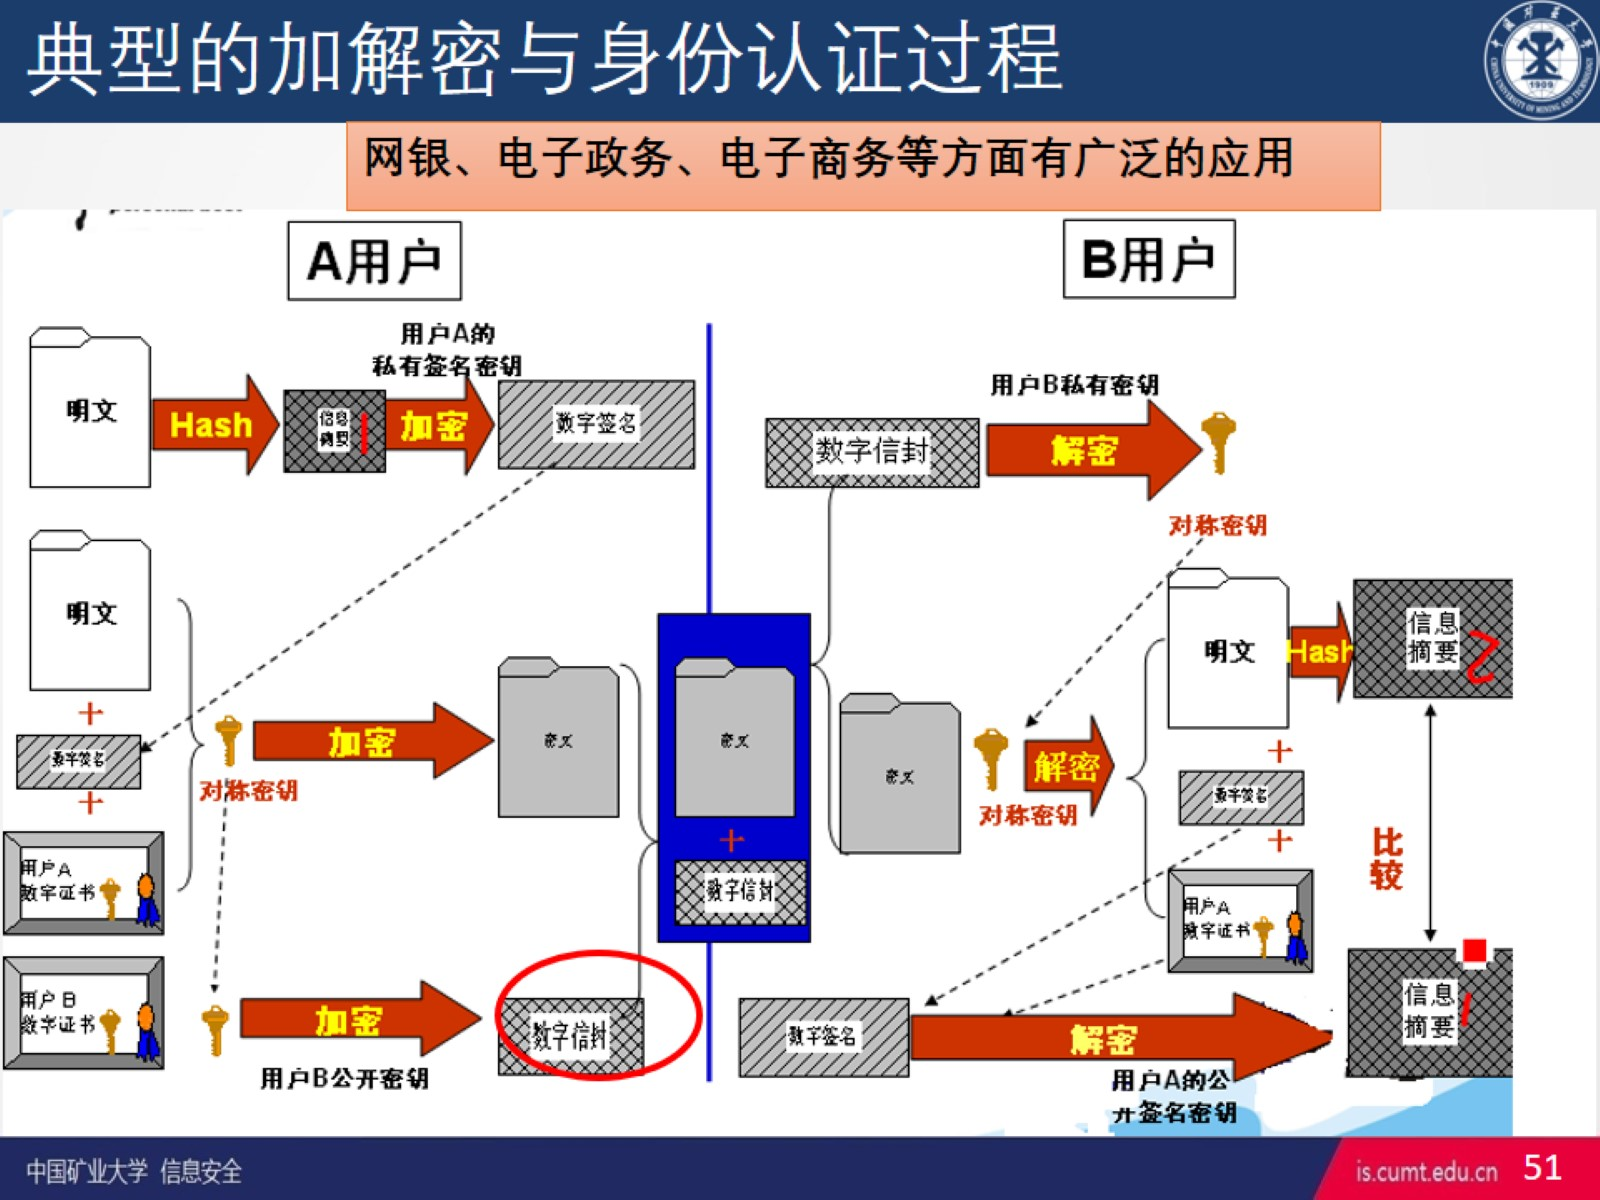 典型的加解密与身份认证过程
网银、电子政务、电子商务等方面有广泛的应用
A用户
B用户
用户A的
私有签名密钥
明文
Hash
信息
摘要
1
加密
数字签名
用户B私有密钥
数字信封
解密
对称密钥
明文
+
数字签名
+
用户A
数字证书
对称密钥
加密
密文
密文
+
数字信封
密文
对称密钥
解密
明文
Hash
信息
摘要
2
+
数字签名
+
用户A
数字证书
比较
用户B
数字证书
加密
用户B公开密钥
数字信封
数字签名
解密
用户A的公
开签名密钥
信息
摘要
1
中国矿业大学 信息安全
is.cumt.edu.cn
51
1909